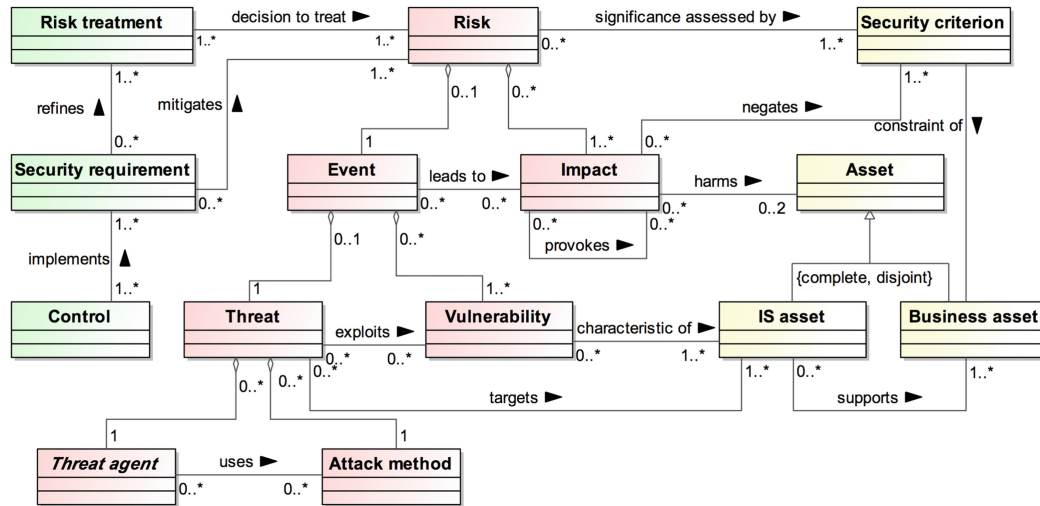 Risk treatment
decision to treat
Risk
significance assessed by
Security criterion
1..*
1..*
0..*
1..*
1..*
1..*
0..1
0..*
1..*
refines
mitigates
negates
constraint of
0..*
1
1..*
0..*
Security requirement
Event
Impact
Asset
leads to
harms
0..*
0..*
0..*
0..*
0..2
1..*
0..1
0..*
0..*
0..*
provokes
implements
{complete, disjoint}
1..*
1
1..*
Control
Threat
Vulnerability
IS asset
Business asset
exploits
characteristic of
0..*
0..*
0..*
1..*
0..*
0..*
0..*
1..*
0..*
1..*
targets
supports
1
1
Threat agent
uses
Attack method
0..*
0..*